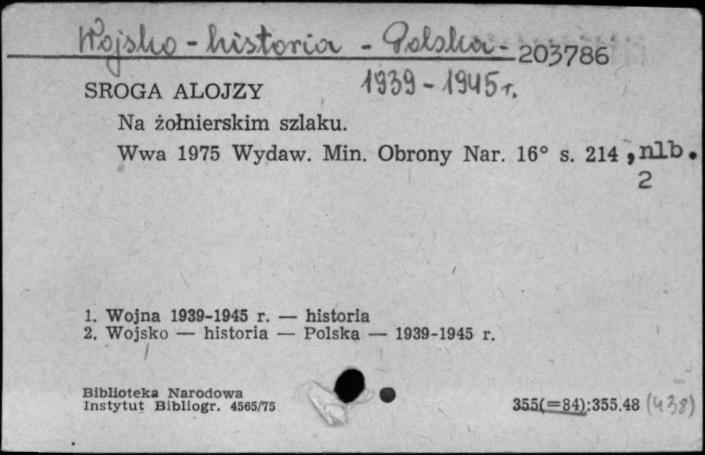 Wojsko - historia - Polska - 203786
1939 - 1945 r.
SROGA ALOJZY
Na żołnierskim szlaku.
Wwa 1975 Wydaw. Min. Obrony Nar. 16° s. 214, nlb.
2
1. Wojna 1939-1945 r. — historia
2. Wojsko — historia — Polska — 1939-1945 r.
Biblioteka Narodowa
Instytut Bibliogr. 4565/75
355(=84):355.48 (438)